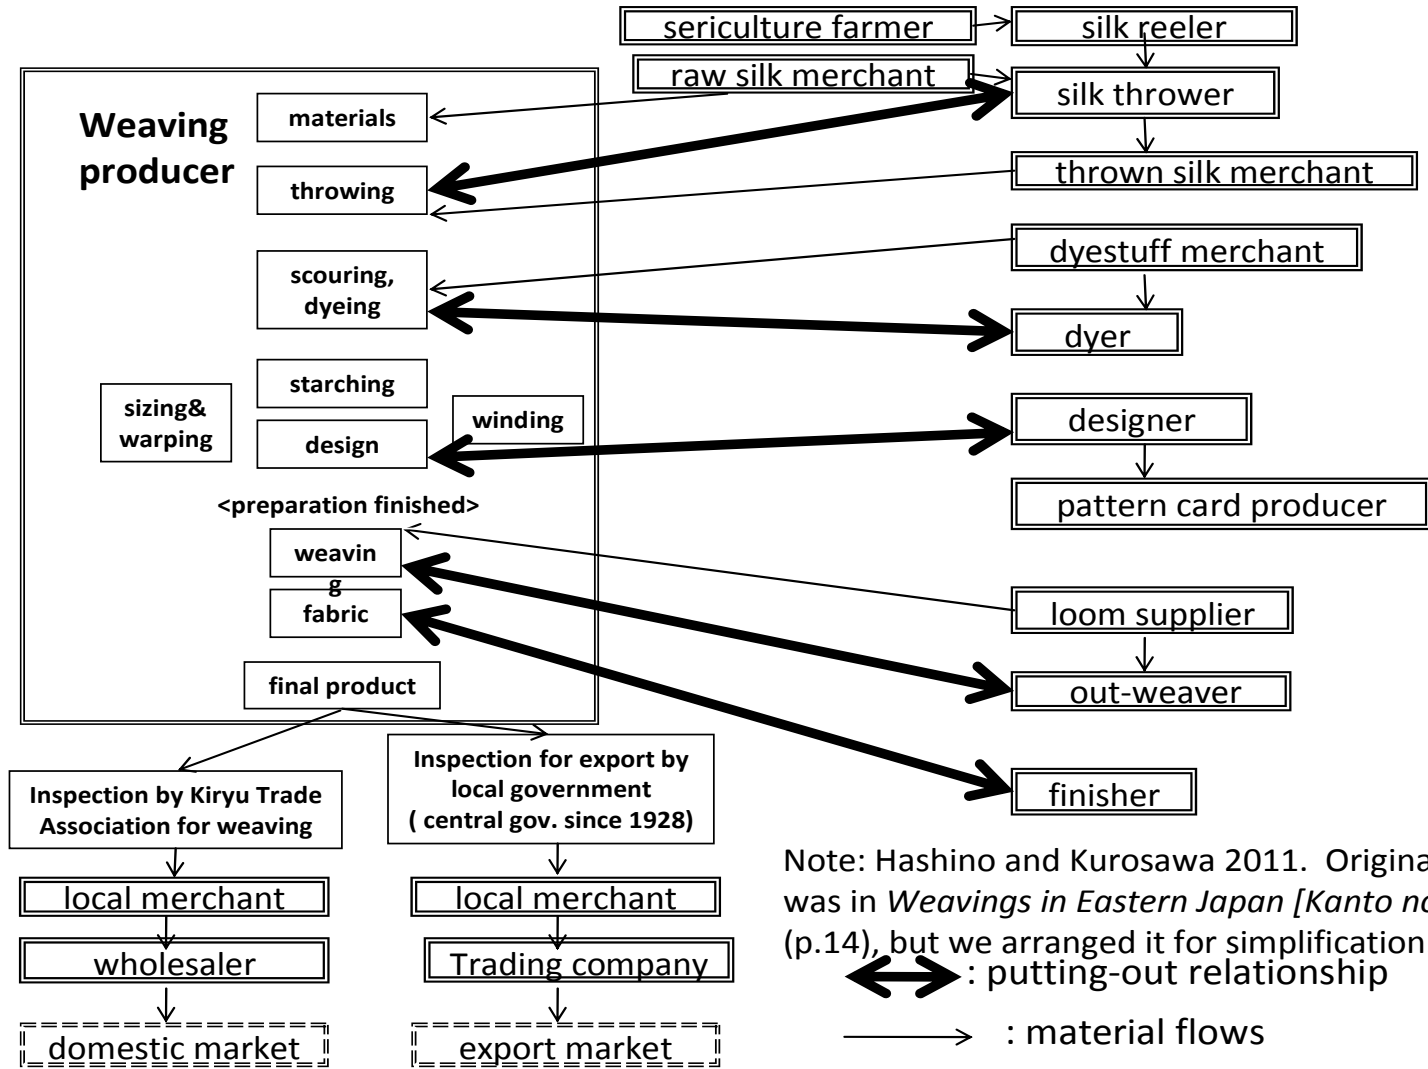 sericulture farmer
silk reeler
raw silk merchant
silk thrower
thrown silk merchant
dyestuff merchant
dyer
designer
pattern card producer
loom supplier
out-weaver
finisher
Weaving
producer
materials
throwing
scouring,
dyeing
starching
sizing&
warping
winding
design
<preparation finished>
weavin
g
fabric
final product
Inspection by Kiryu Trade
Association for weaving
local merchant
wholesaler
domestic market
Inspection for export by
local government
( central gov. since 1928)
local merchant
Trading company
export market
Note: Hashino and Kurosawa 2011.  Origina
was in Weavings in Eastern Japan [Kanto no
(p.14), but we arranged it for simplification
: putting-out relationship
: material flows